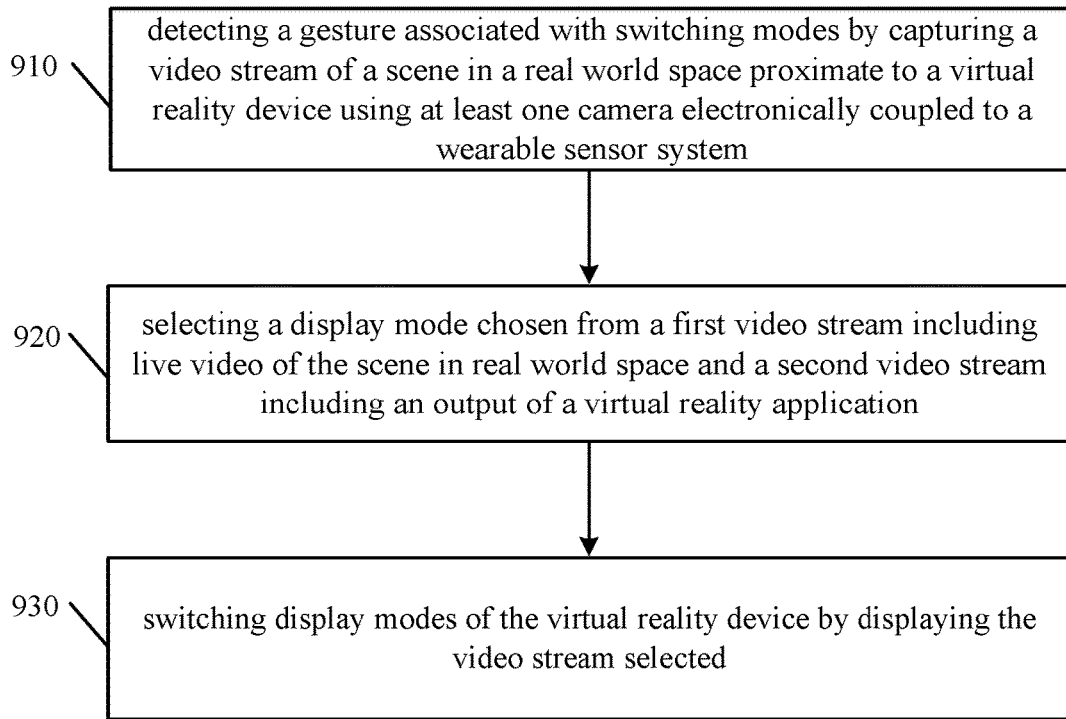 910
detecting a gesture associated with switching modes by capturing a
video stream of a scene in a real world space proximate to a virtual
reality device using at least one camera electronically coupled to a
wearable sensor system
920
selecting a display mode chosen from a first video stream including
live video of the scene in real world space and a second video stream
including an output of a virtual reality application
930
switching display modes of the virtual reality device by displaying the
video stream selected